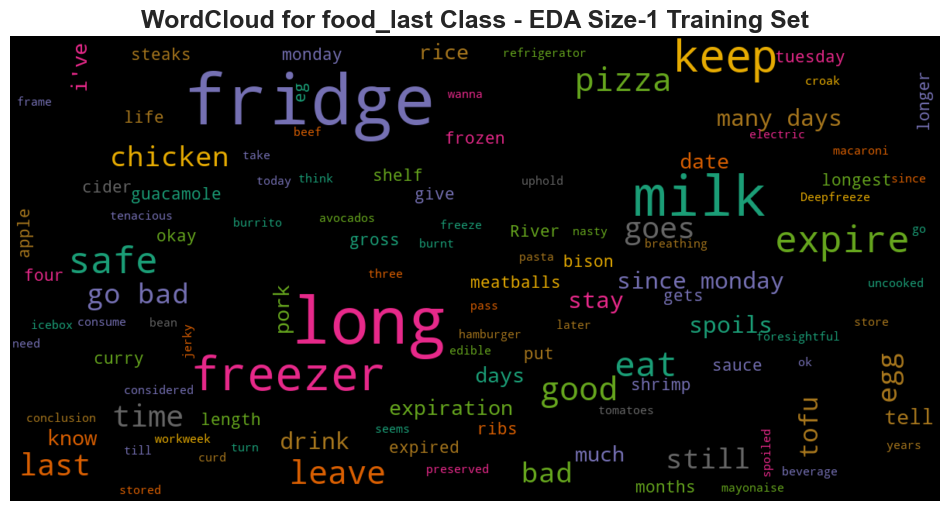 WordCloud for food_last Class - EDA Size-1 Training Set
i've
steaks
monday
rice
refrigerator
keep
tuesday
frame
fridge
eg
wanna
pizza
croak
longer
life
beef
frozen
many days
electric
chicken
take
date
macaroni
cider
guacamole
today
think
shelf
give
uphold
milk
longest
since
Deepfreeze
apple
tenacious
burrito
avocados
freeze
goes
expire
go
okay
gross
burnt
River
nasty
breathing
safe
four
three
pasta
bison
since monday
uncooked
go bad
pork
meatballs
stay
gets
icebox
consume
bean
long
pass
later
spoils
store
need
jerky
hamburger
foresightful
curry
edible
put
eat
sauce
ok
egg
considered
freezer
days
good
shrimp
conclusion
time
length
expiration
tomatoes
tofu
tell
know
workweek
seems
ribs
till
curd
turn
drink
expired
much
still
spoiled
years
last
leave
preserved
bad
beverage
stored
months
mayonaise